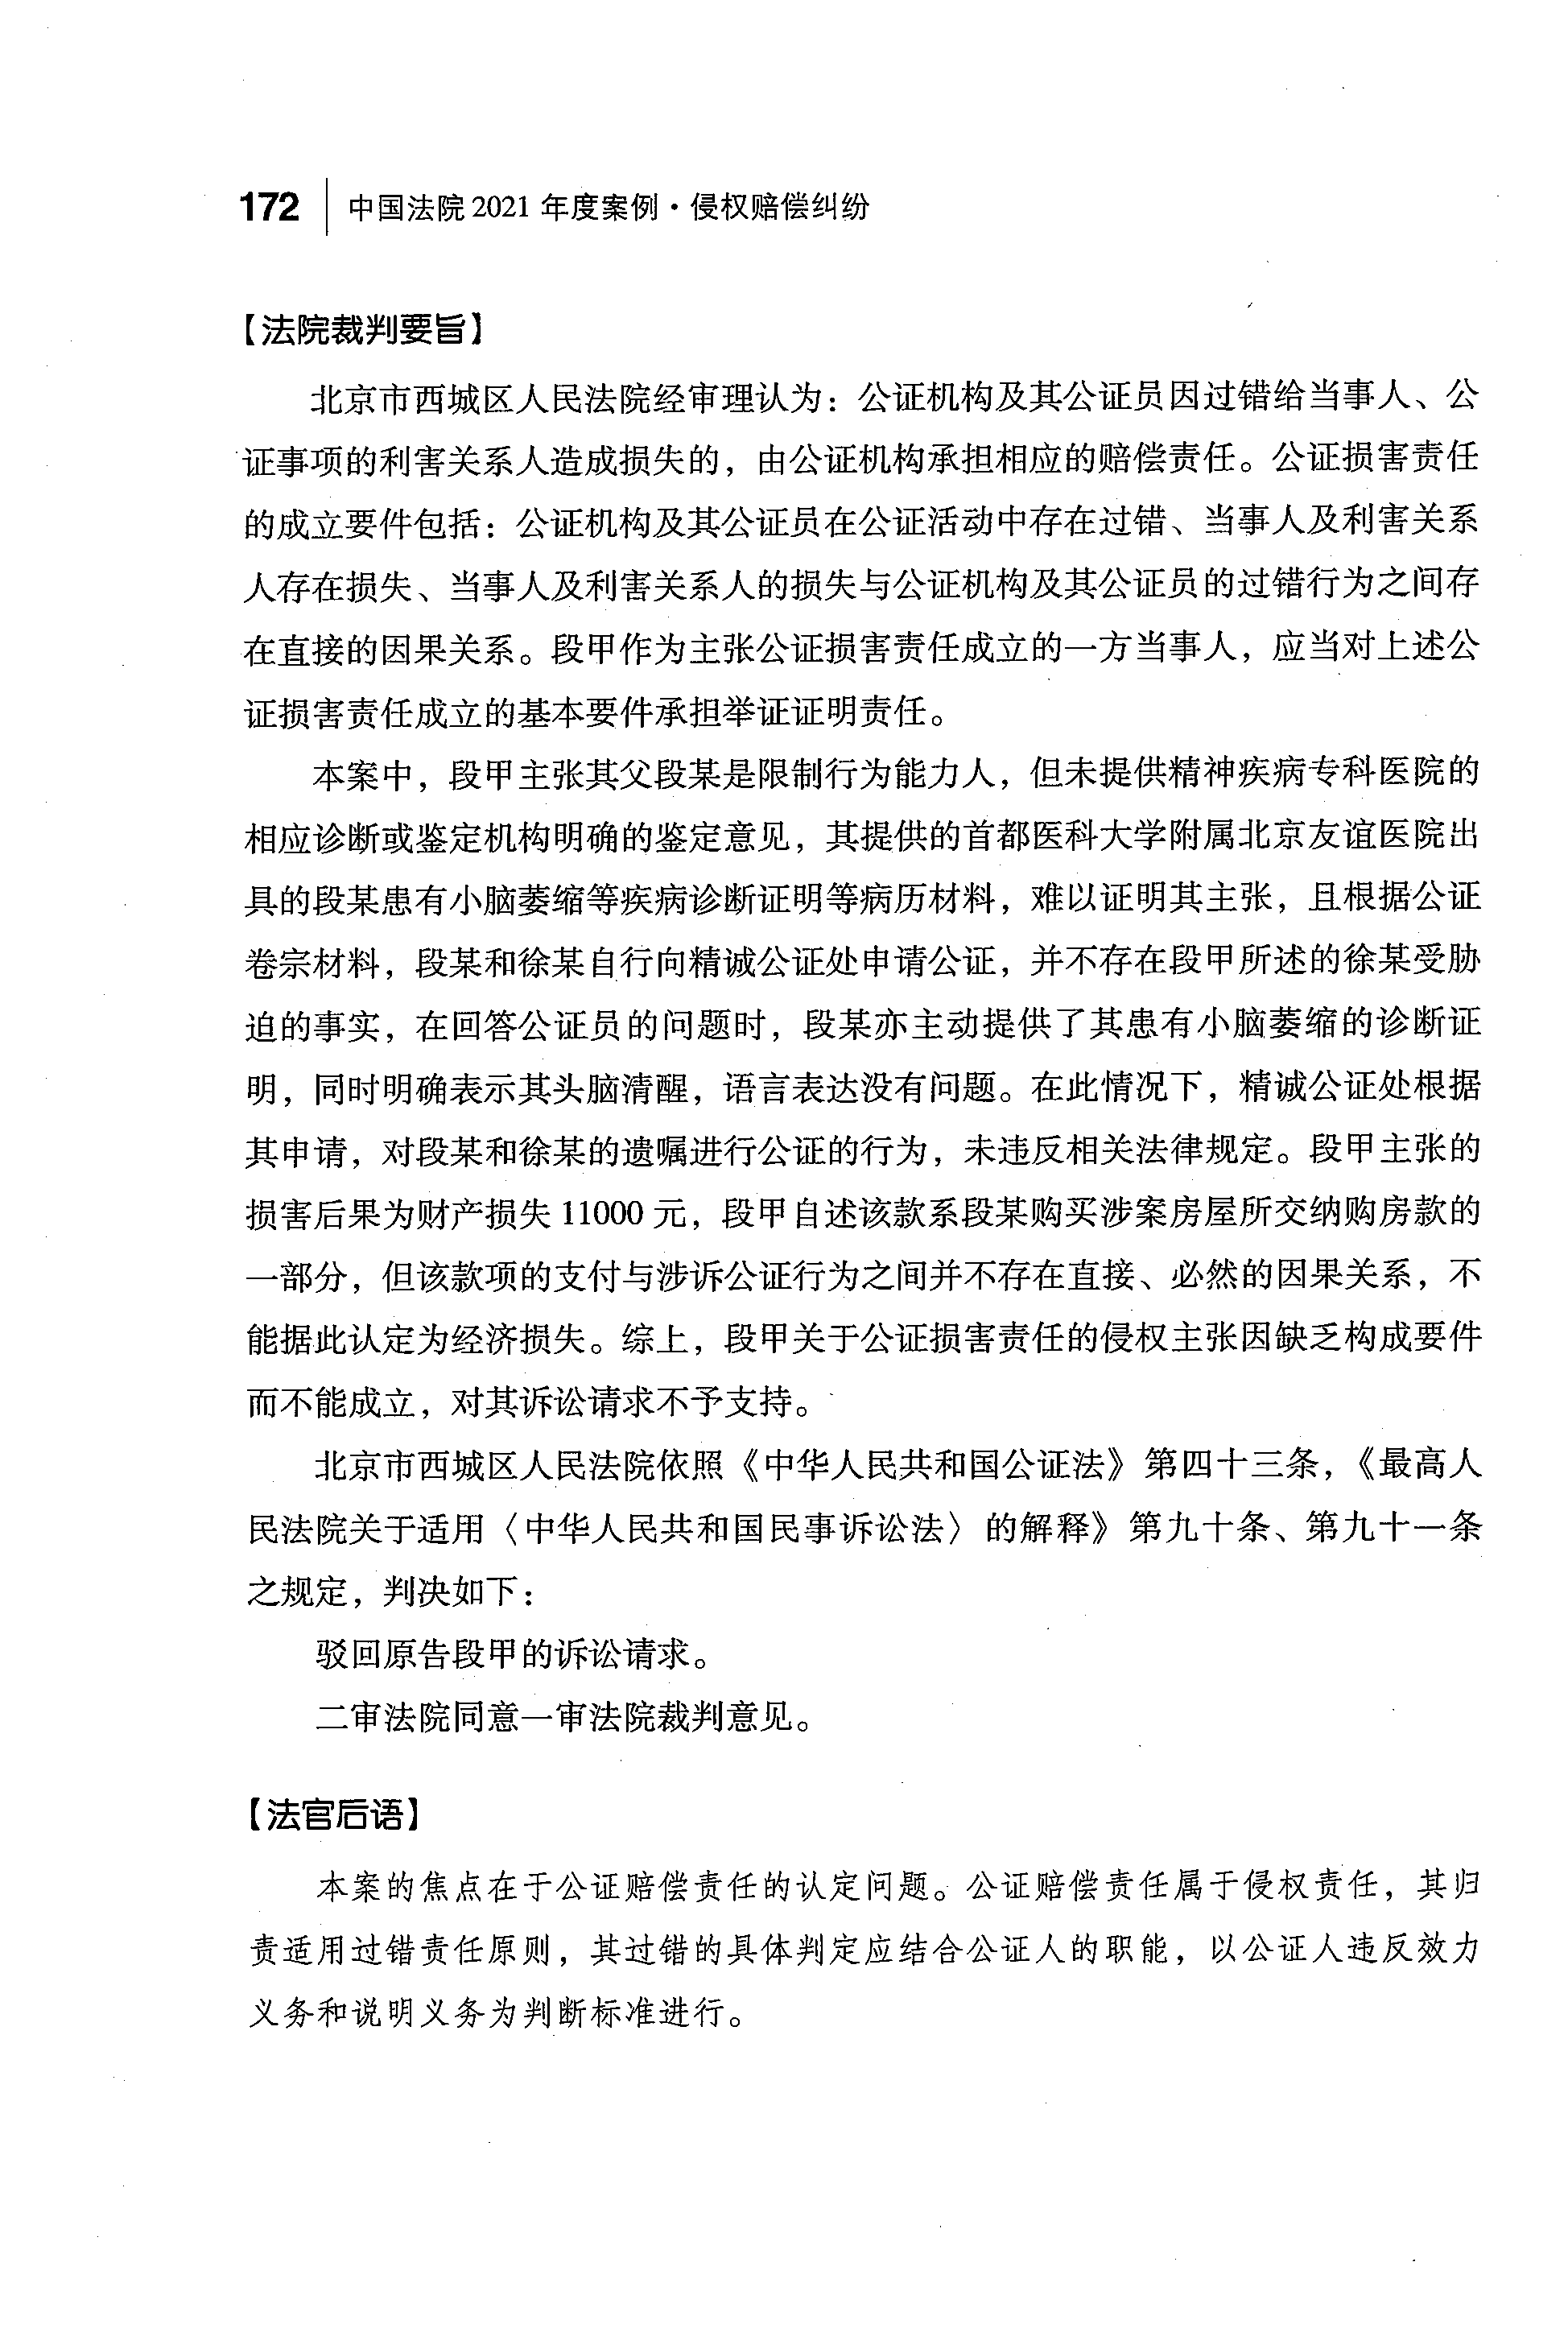 172 中国法院2021年度案例·侵权赔偿纠纷
【法院裁判要旨】
北京市西城区人民法院经审理认为：公证机构及其公证员因过错给当事人、公
证事项的利害关系人造成损失的，由公证机构承担相应的赔偿责任。公证损害责任
的成立要件包括：公证机构及其公证员在公证活动中存在过错、当事人及利害关系
人存在损失、当事人及利害关系人的损失与公证机构及其公证员的过错行为之间存
在直接的因果关系。段甲作为主张公证损害责任成立的一方当事人，应当对上述公
证损害责任成立的基本要件承担举证证明责任。
本案中，段甲主张其父段某是限制行为能力人，但未提供精神疾病专科医院的
相应诊断或鉴定机构明确的鉴定意见，其提供的首都医科大学附属北京友谊医院出
具的段某患有小脑萎缩等疾病诊断证明等病历材料，难以证明其主张，且根据公证
卷宗材料，段某和徐某自行向精诚公证处申请公证，并不存在段甲所述的徐某受胁
迫的事实，在回答公证员的问题时，段某亦主动提供了其患有小脑萎缩的诊断证
明，同时明确表示其头脑清醒，语言表达没有问题。在此情况下，精诚公证处根据
其申请，对段某和徐某的遗嘱进行公证的行为，未违反相关法律规定。段甲主张的
损害后果为财产损失11000元，段甲自述该款系段某购买涉案房屋所交纳购房款的
一部分，但该款项的支付与涉诉公证行为之间并不存在直接、必然的因果关系，不
能据此认定为经济损失。综上，段甲关于公证损害责任的侵权主张因缺乏构成要件
而不能成立，对其诉讼请求不予支持。
北京市西城区人民法院依照《中华人民共和国公证法》第四十三条，《最高人
民法院关于适用〈中华人民共和国民事诉讼法〉的解释》第九十条、第九十一条
之规定，判决如下：
驳回原告段甲的诉讼请求。
二审法院同意一审法院裁判意见。
【法官后语】
本案的焦点在于公证赔偿责任的认定问题。公证赔偿责任属于侵权责任，其归
责适用过错责任原则，其过错的具体判定应结合公证人的职能，以公证人违反效力
义务和说明义务为判断标准进行。